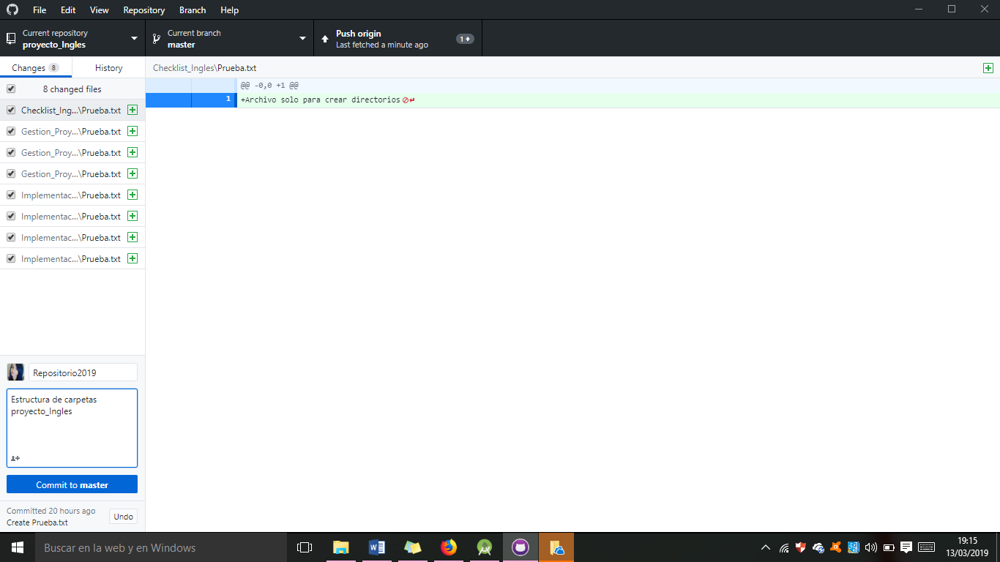 File Edit View Repository Branch Help
Current repository
proyecto_Ingles
Current branch
master
Push origin
Last fetched a minute ago
1
Changes 8 History
Checklist_Ingles\Prueba.txt
8 changed files
@@ -0,0 +1 @@
1 +Archivo solo para crear directorios
Checklist_Ing...\Prueba.txt
Gestion_Proy...\Prueba.txt
Gestion_Proy...\Prueba.txt
Gestion_Proy...\Prueba.txt
Implementac...\Prueba.txt
Implementac...\Prueba.txt
Implementac...\Prueba.txt
Implementac...\Prueba.txt
Repositorio2019
Estructura de carpetas
proyecto_Ingles
Commit to master
Committed 20 hours ago
Create Prueba.txt
Undo
Buscar en la web y en Windows
19:15
13/03/2019